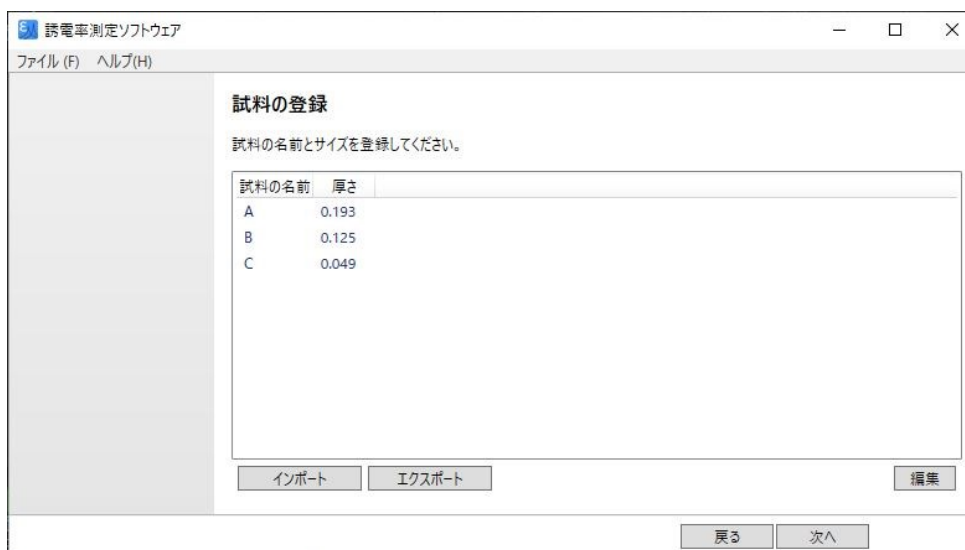 誘電率測定ソフトウェア
ファイル (F) ヘルプ(H)
試料の登録
試料の名前とサイズを登録してください。
試料の名前 厚さ
A 0.193
B 0.125
C 0.049
インポート エクスポート 編集
戻る 次へ